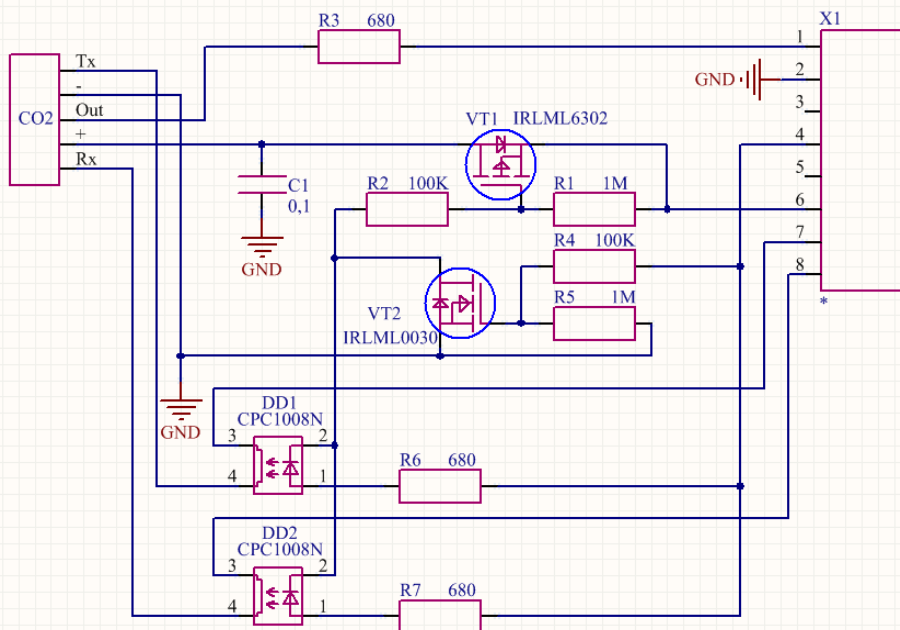 R3 680
X1
1
Tx
-
CO2
Out
+
Rx
GND
2
3
VT1 IRLML6302
4
5
C1
0,1
GND
R2 100K
R1 1M
6
R4 100K
7
8
*
VT2
IRLML0030
R5 1M
GND
DD1
CPC1008N
3
2
4
1
R6 680
DD2
CPC1008N
3
2
4
1
R7 680